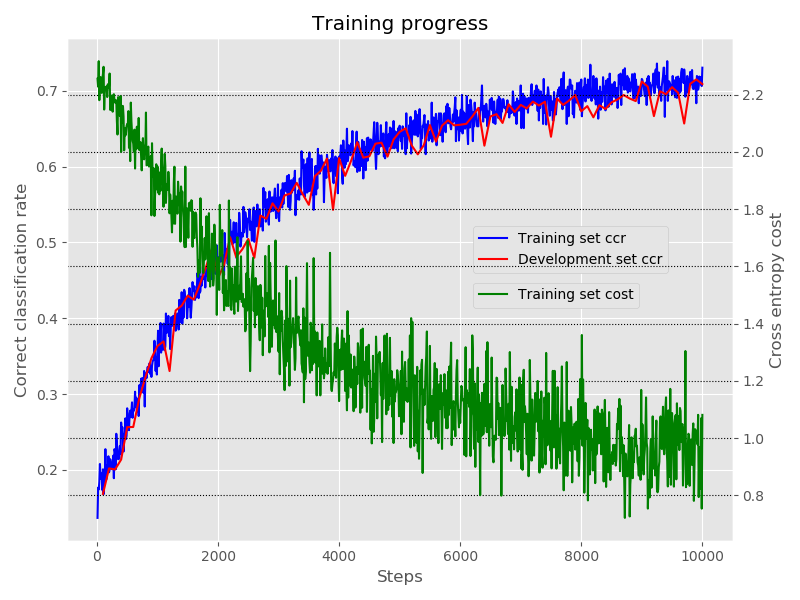 Training progress
Correct classification rate
0.7
0.6
0.5
0.4
0.3
0.2
2.2
2.0
1.8
1.6
1.4
1.2
1.0
0.8
Cross entropy cost
Training set ccr
Development set ccr
Training set cost
0 2000 4000 6000 8000 10000
Steps